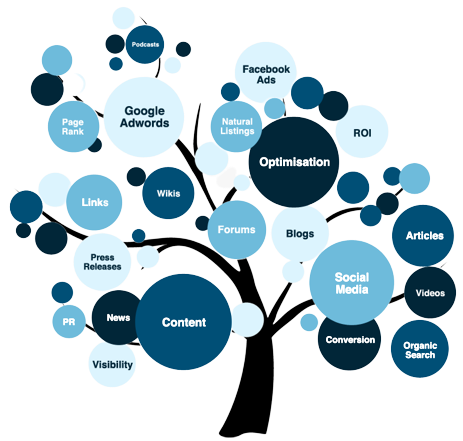 Podcasts
Facebook
Ads
Google
Adwords
Page
Rank
Natural
Listings
ROI
Optimisation
Links
Wikis
Forums
Blogs
Articles
Press
Releases
Social
Media
Videos
PR
News
Content
Conversion
Organic
Search
Visibility